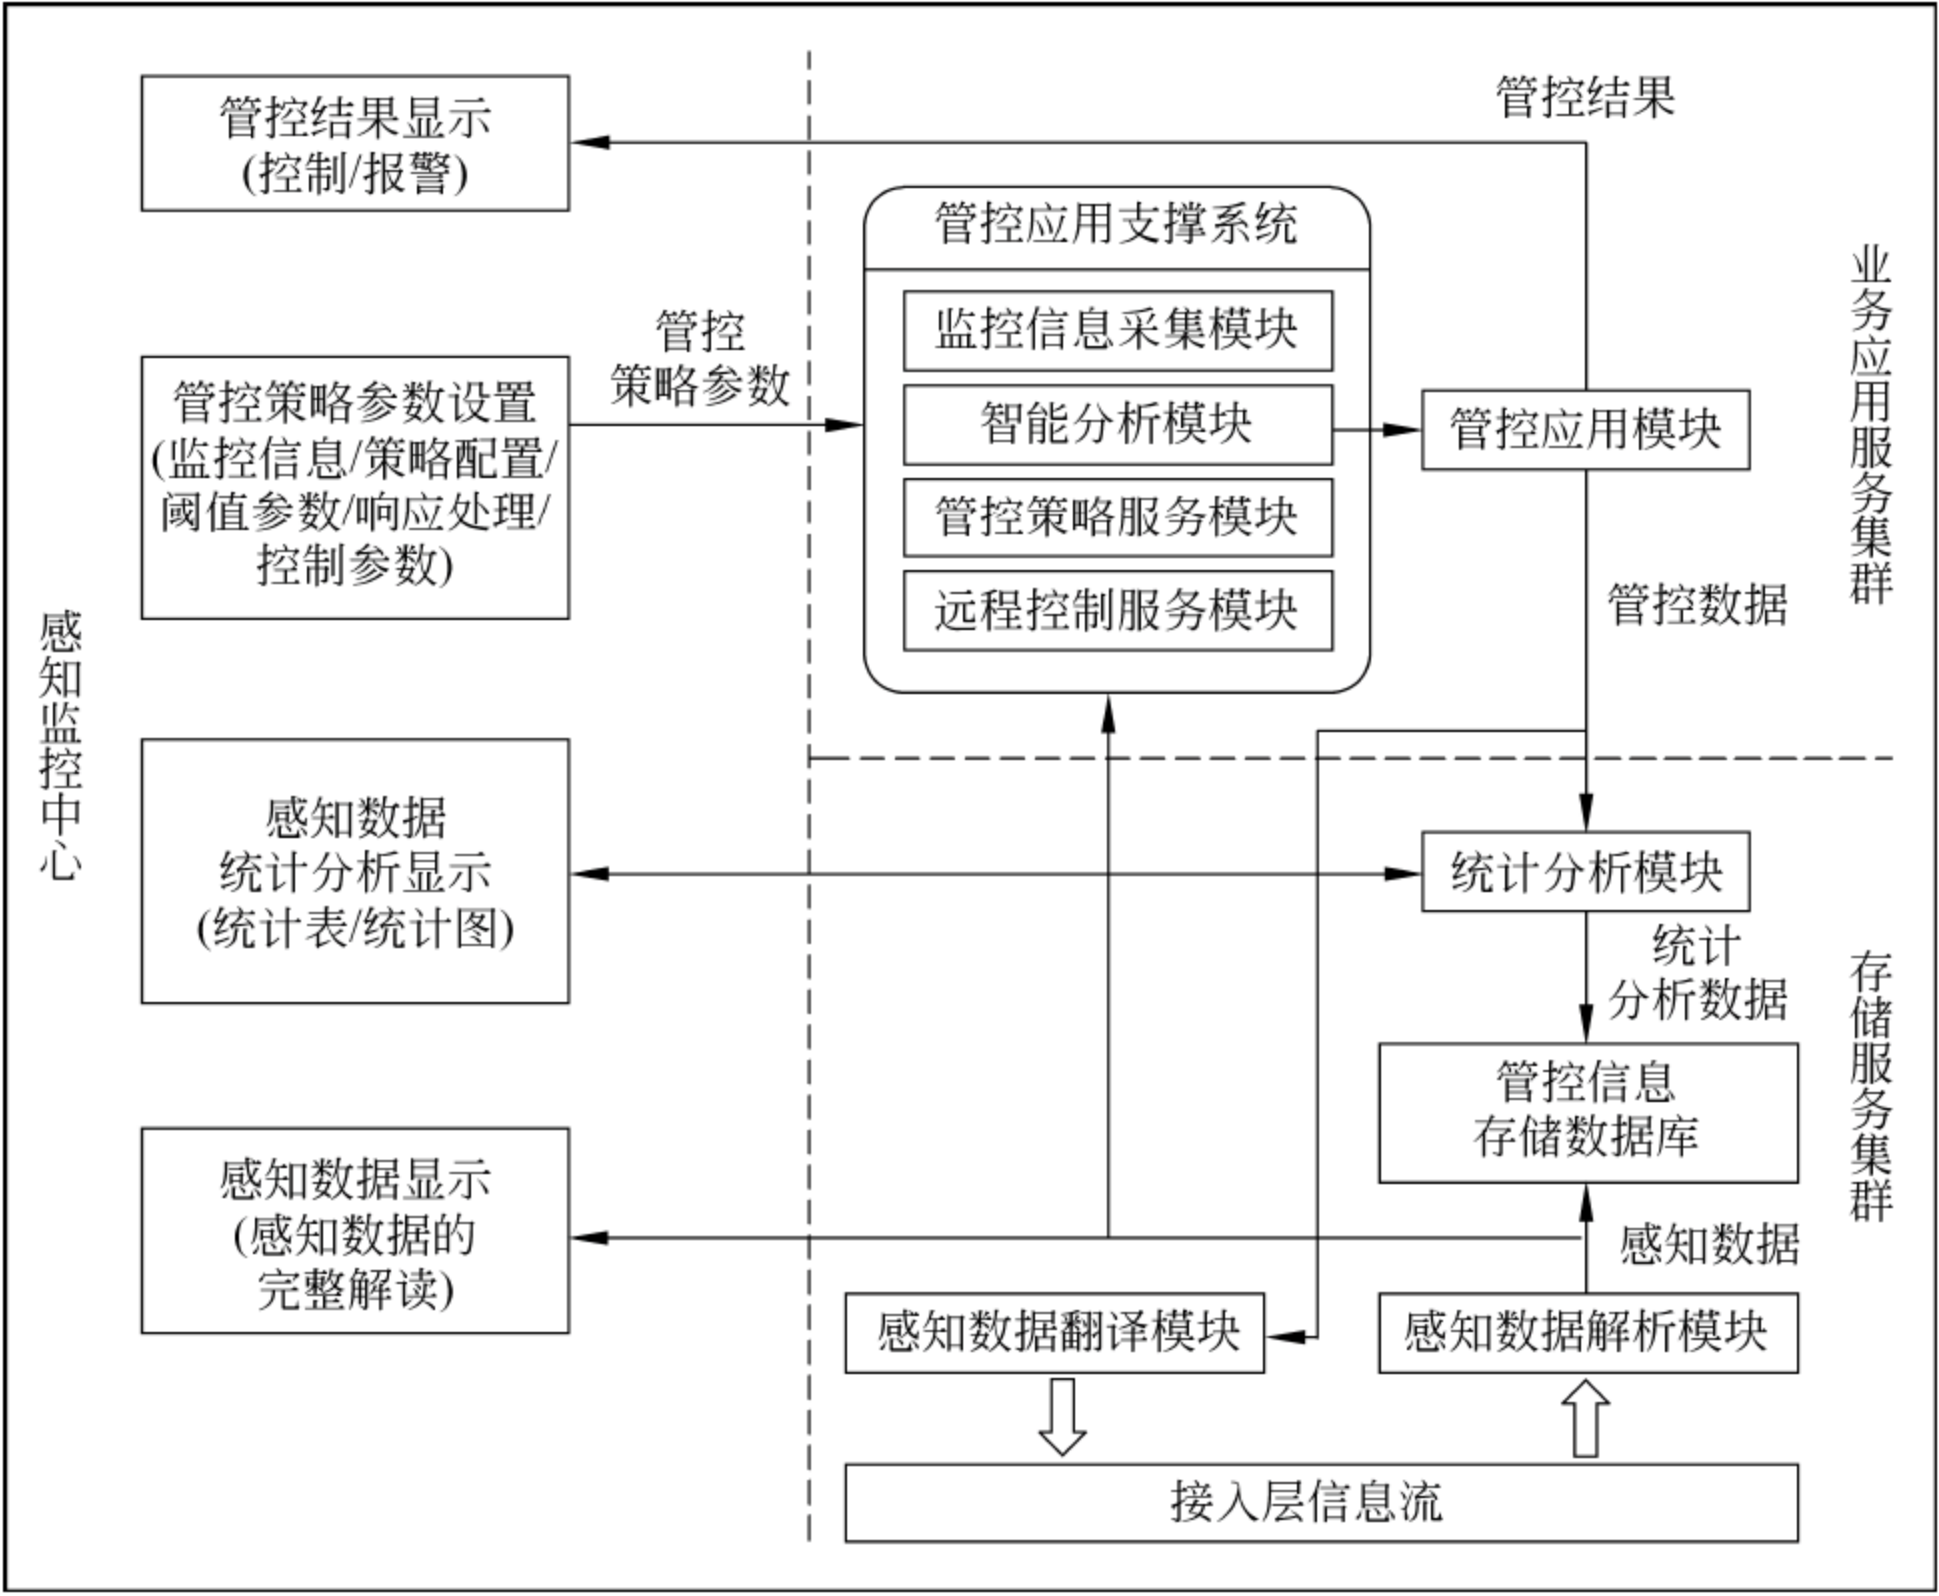 管控结果
管控结果显示
(控制/报警)
管控应用支撑系统
监控信息采集模块
智能分析模块
管控策略服务模块
远程控制服务模块
管控
策略参数
管控策略参数设置
(监控信息/策略配置/
阈值参数/响应处理/
控制参数)
管控应用模块
业务应用服务集群
管控数据
感知监控中心
感知数据
统计分析显示
(统计表/统计图)
统计分析模块
统计
分析数据
存储服务集群
管控信息
存储数据库
感知数据显示
(感知数据的
完整解读)
感知数据
感知数据翻译模块
感知数据解析模块
接入层信息流